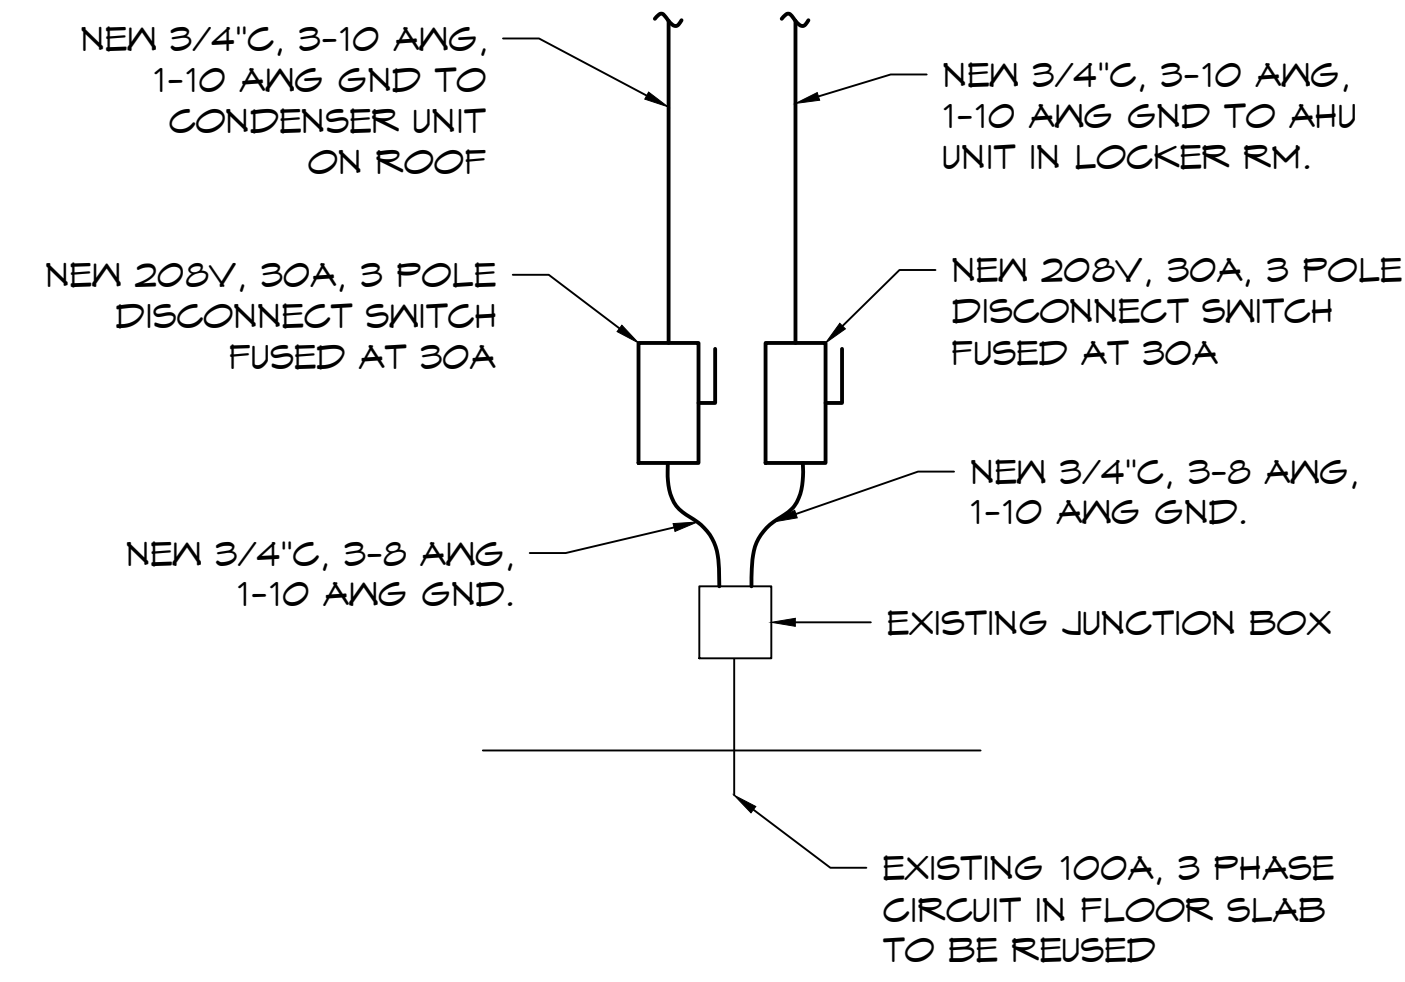 NEW 3/4"C, 3-10 AWG,
1-10 AWG GND TO
CONDENSER UNIT
ON ROOF
NEW 3/4"C, 3-10 AWG,
1-10 AWG GND TO AHU
UNIT IN LOCKER RM.
NEW 208V, 30A, 3 POLE
DISCONNECT SWITCH
FUSED AT 30A
NEW 208V, 30A, 3 POLE
DISCONNECT SWITCH
FUSED AT 30A
NEW 3/4"C, 3-8 AWG,
1-10 AWG GND.
NEW 3/4"C, 3-8 AWG,
1-10 AWG GND.
EXISTING JUNCTION BOX
EXISTING 100A, 3 PHASE
CIRCUIT IN FLOOR SLAB
TO BE REUSED